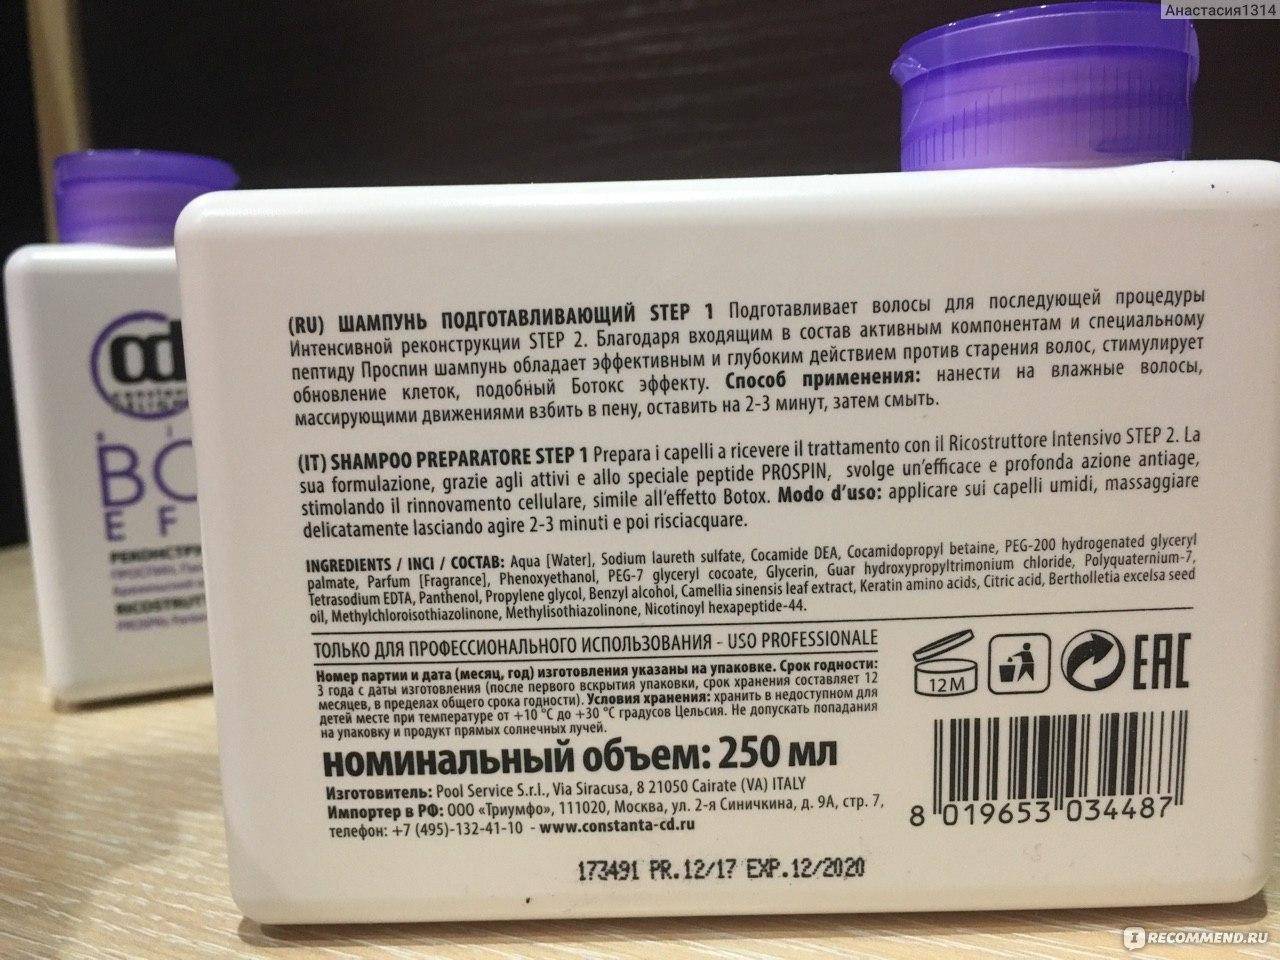 Анастасия1314
(RU) ШАМПУНЬ ПОДГОТАВЛИВАЮЩИЙ STEP 1 Подготавливает волосы для последующей процедуры
Интенсивной реконструкции STEP 2. Благодаря входящим в состав активным компонентам и специальному
пептиду Проспин шампунь обладает эффективным и глубоким действием против старения волос, стимулирует
обновление клеток, подобный Ботокс эффекту. Способ применения: нанести на влажные волосы,
массирующими движениями взбить в пену, оставить на 2-3 минут, затем смыть.
(IT) SHAMPOO PREPARATORE STEP 1 Prepara i capelli a ricevere il trattamento con il Ricostruttore Intensivo STEP 2. La
sua formulazione, grazie agli attivi e allo speciale peptide PROSPIN, svolge un'efficace e profonda azione antiage,
stimolando il rinnovamento cellulare, simile all'effetto Botox. Modo d'uso: applicare sui capelli umidi, massaggiare
delicatamente lasciando agire 2-3 minuti e poi risciacquare.
INGREDIENTS / INCI / СОСТАВ: Aqua [Water], Sodium laureth sulfate, Cocamide DEA, Cocamidopropyl betaine, PEG-200 hydrogenated glyceryl
palmate, Parfum [Fragrance], Phenoxyethanol, PEG-7 glyceryl cocoate, Glycerin, Guar hydroxypropyltrimonium chloride, Polyquaternium-7,
Tetrasodium EDTA, Panthenol, Propylene glycol, Benzyl alcohol, Camellia sinensis leaf extract, Keratin amino acids, Citric acid, Bertholletia excelsa seed
oil, Methylchloroisothiazolinone, Methylisothiazolinone, Nicotinoyl hexapeptide-44.
ТОЛЬКО ДЛЯ ПРОФЕССИОНАЛЬНОГО ИСПОЛЬЗОВАНИЯ - USO PROFESSIONALE
Номер партии и дата (месяц, год) изготовления указаны на упаковке. Срок годности:
3 года с даты изготовления (после первого вскрытия упаковки, срок хранения составляет 12
месяцев, в пределах общего срока годности). Условия хранения: хранить в недоступном для
детей месте при температуре от +10 °C до +30 °C градусов Цельсия. Не допускать попадания
на упаковку и продукт прямых солнечных лучей.
12M
EAC
номинальный объем: 250 мл
Изготовитель: Pool Service S.r.l., Via Siracusa, 8 21050 Cairate (VA) ITALY
Импортер в РФ: ООО «Триумфо», 111020, Москва, ул. 2-я Синичкина, д. 9А, стр. 7,
телефон: +7 (495)-132-41-10 - www.constanta-cd.ru
8 019653 034487
173491 PR.12/17 EXP.12/2020
cd
BO
EF
РЕКОНСТРУ
RICOSTRUT
IRECOMMEND.RU